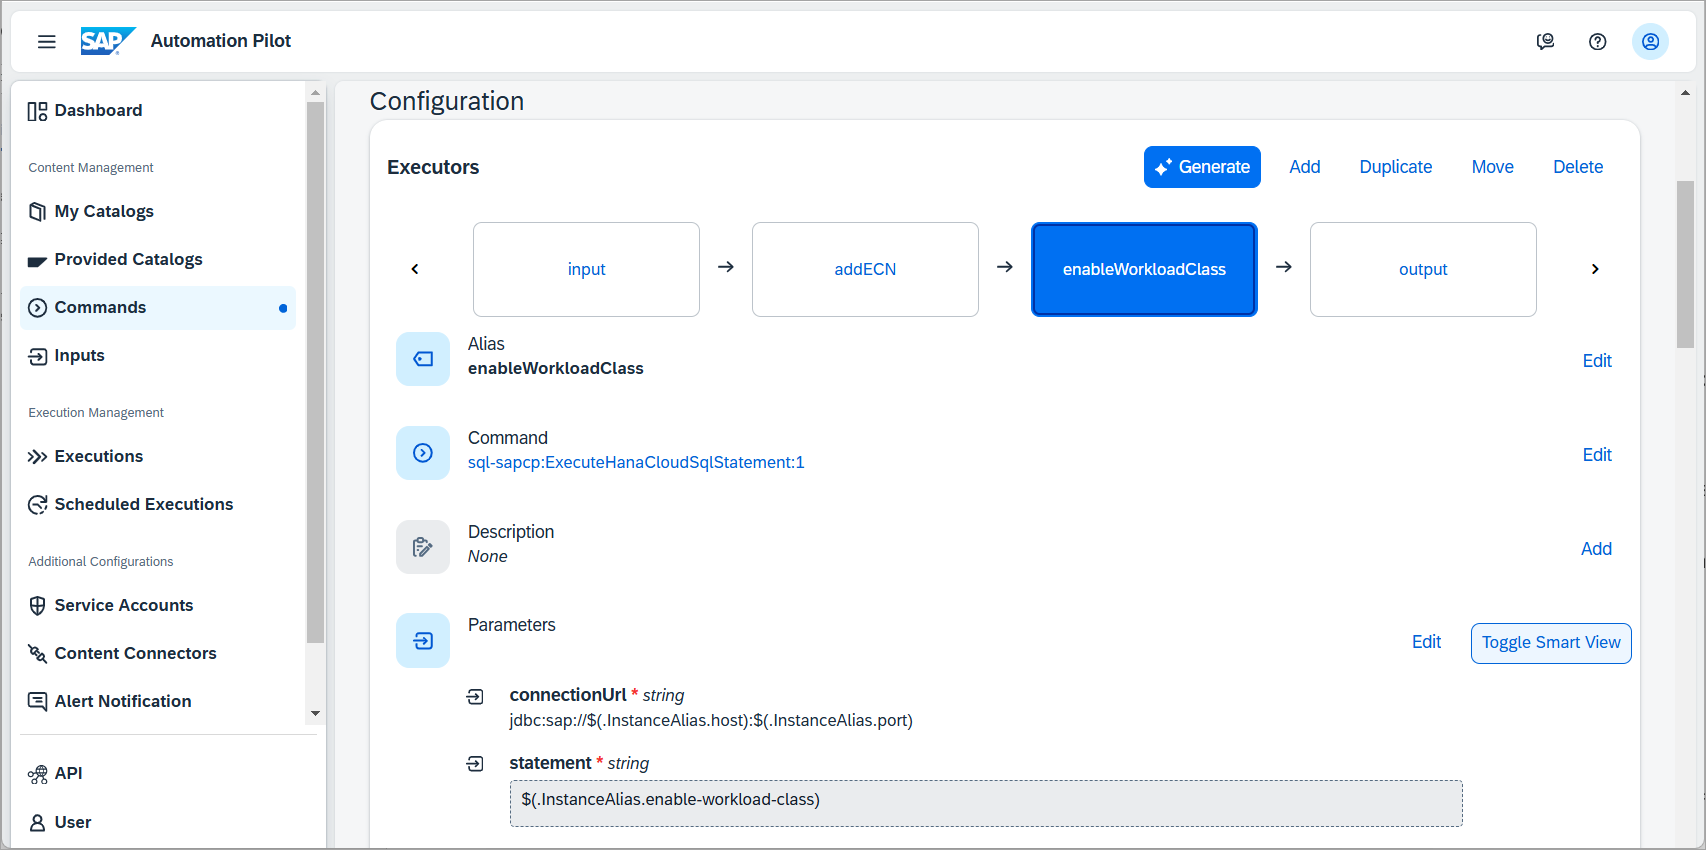 SAP
Automation Pilot
Dashboard
Content Management
My Catalogs
Provided Catalogs
Commands
Inputs
Execution Management
Executions
Scheduled Executions
Additional Configurations
Service Accounts
Content Connectors
Alert Notification
API
User
Configuration
Executors
Generate
Add
Duplicate
Move
Delete
input
addECN
enableWorkloadClass
output
Alias
enableWorkloadClass
Edit
Command
sql-sapcp:ExecuteHanaCloudSqlStatement:1
Edit
Description
None
Add
Parameters
Edit
Toggle Smart View
connectionUrl * string
jdbc:sap://$(.InstanceAlias.host):$(.InstanceAlias.port)
statement * string
$(.InstanceAlias.enable-workload-class)